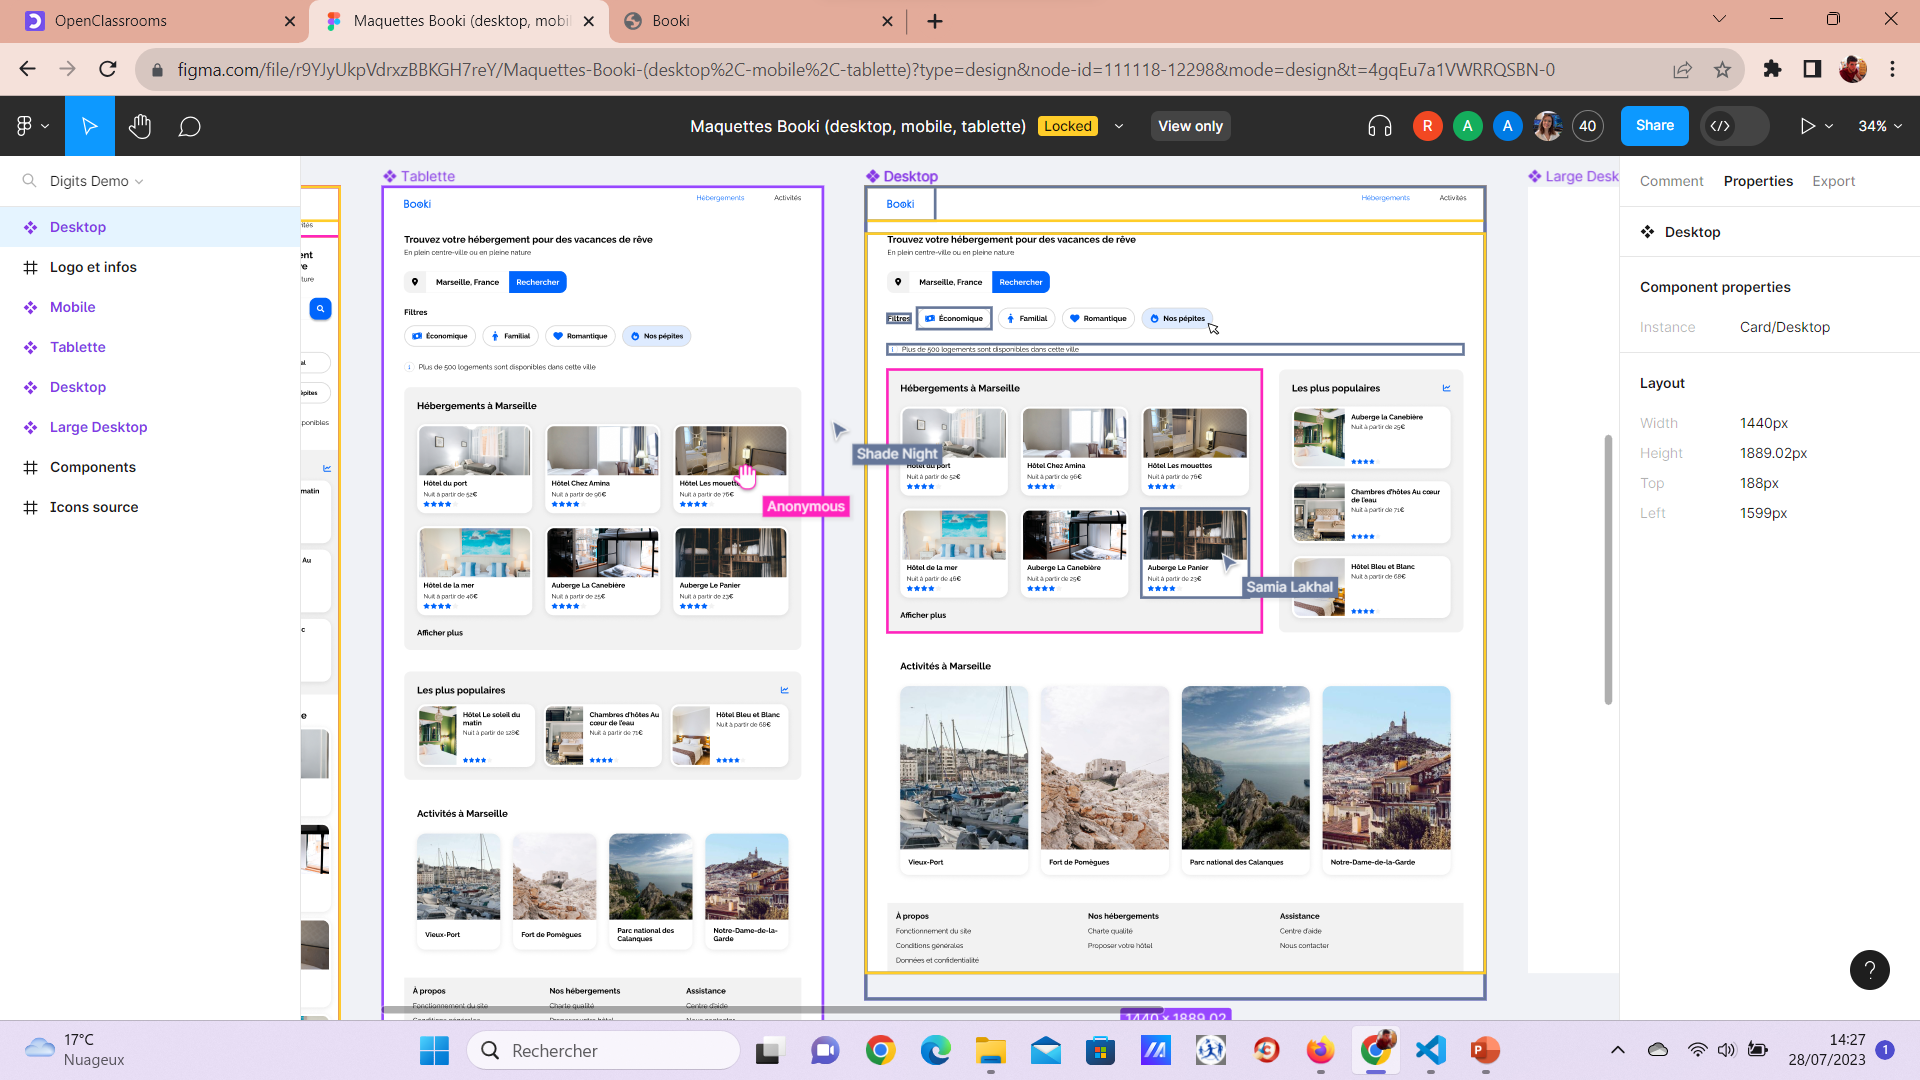 OpenClassrooms
Maquettes Booki (desktop, mobil
Booki
figma.com/file/r9YJyUkpVdrxzBBKGH7reY/Maquettes-Booki-(desktop%2C-mobile%2C-tablette)?type=design&node-id=111118-12298&mode=design&t=4gqEu7a1VWRRQSBN-0
Maquettes Booki (desktop, mobile, tablette)
Locked
View only
R
A
A
40
Share
34%
Digits Demo
Desktop
Logo et infos
Mobile
Tablette
Desktop
Large Desktop
Components
Icons source
Tablette
Booki
Hébergements
Activités
Trouvez votre hébergement pour des vacances de rêve
En plein centre-ville ou en pleine nature
Marseille, France
Rechercher
Filtres
Économique
Familial
Romantique
Nos pépites
Plus de 500 logements sont disponibles dans cette ville
Hébergements à Marseille
Hôtel du port
Nuit à partir de 52€
Hôtel Chez Amina
Nuit à partir de 96€
Hôtel Les mouette
Nuit à partir de 76€
Hôtel de la mer
Nuit à partir de 46€
Auberge La Canebière
Nuit à partir de 25€
Auberge Le Panier
Nuit à partir de 23€
Afficher plus
Les plus populaires
Hôtel Le soleil du
matin
Nuit à partir de 128€
Chambres d'hôtes Au
cœur de l'eau
Nuit à partir de 71€
Hôtel Bleu et Blanc
Nuit à partir de 68€
Activités à Marseille
Vieux-Port
Fort de Pomègues
Parc national des
Calanques
Notre-Dame-de-la-
Garde
À propos
Nos hébergements
Assistance
Fonctionnement du site
Charte qualité
Centre d'aide
Anonymous
Shade Night
Desktop
Booki
Hébergements
Activités
Trouvez votre hébergement pour des vacances de rêve
En plein centre-ville ou en pleine nature
Marseille, France
Rechercher
Filtres
Économique
Familial
Romantique
Nos pépites
Plus de 500 logements sont disponibles dans cette ville
Hébergements à Marseille
Hôtel du port
Nuit à partir de 52€
Hôtel Chez Amina
Nuit à partir de 96€
Hôtel Les mouettes
Nuit à partir de 76€
Hôtel de la mer
Nuit à partir de 46€
Auberge La Canebière
Nuit à partir de 25€
Auberge Le Panier
Nuit à partir de 23€
Samia Lakhal
Afficher plus
Les plus populaires
Auberge la Canebière
Nuit à partir de 25€
Chambres d'hôtes Au cœur
de l'eau
Nuit à partir de 71€
Hôtel Bleu et Blanc
Nuit à partir de 68€
Activités à Marseille
Vieux-Port
Fort de Pomègues
Parc national des Calanques
Notre-Dame-de-la-Garde
À propos
Fonctionnement du site
Conditions générales
Données et confidentialité
Nos hébergements
Charte qualité
Proposer votre hôtel
Assistance
Centre d'aide
Nous contacter
1440 × 1889.02
Large Desk
Comment
Properties
Export
Desktop
Component properties
Instance
Card/Desktop
Layout
Width
1440px
Height
1889.02px
Top
188px
Left
1599px
?
17°C
Nuageux
Rechercher
14:27
28/07/2023
1